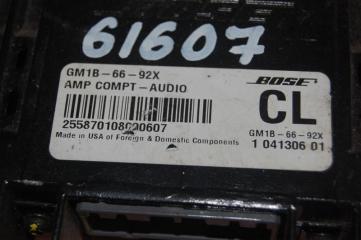 61607
GM1B-66-92X
AMP COMPT-AUDIO
BOSE
CL
255870108000607
GM1B-66-92X
Made in USA of Foreign & Domestic Components
1 041306 01